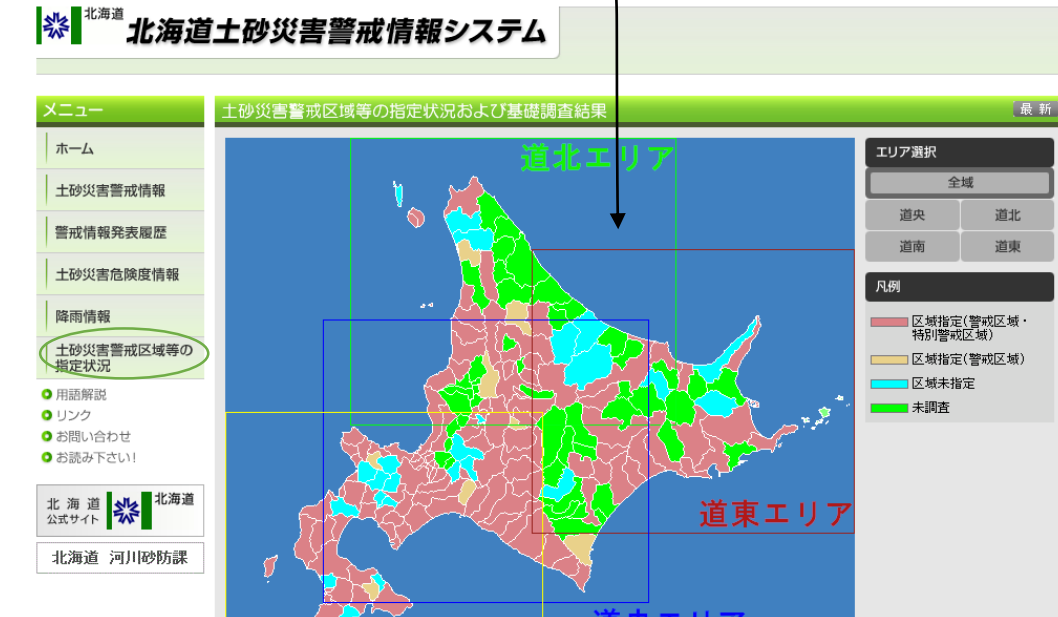 北海道
北海道土砂災害警戒情報システム
メニュー
ホーム
土砂災害警戒情報
警戒情報発表履歴
土砂災害危険度情報
降雨情報
土砂災害警戒区域等の
指定状況
用語解説
リンク
お問い合わせ
お読み下さい!
北 海 道
公式サイト
北海道
北海道 河川砂防課
土砂災害警戒区域等の指定状況および基礎調査結果
最 新
道北エリア
道東エリア
道央エリア
エリア選択
全域
道央
道北
道南
道東
凡例
区域指定(警戒区域・
特別警戒区域)
区域指定(警戒区域)
区域未指定
未調査